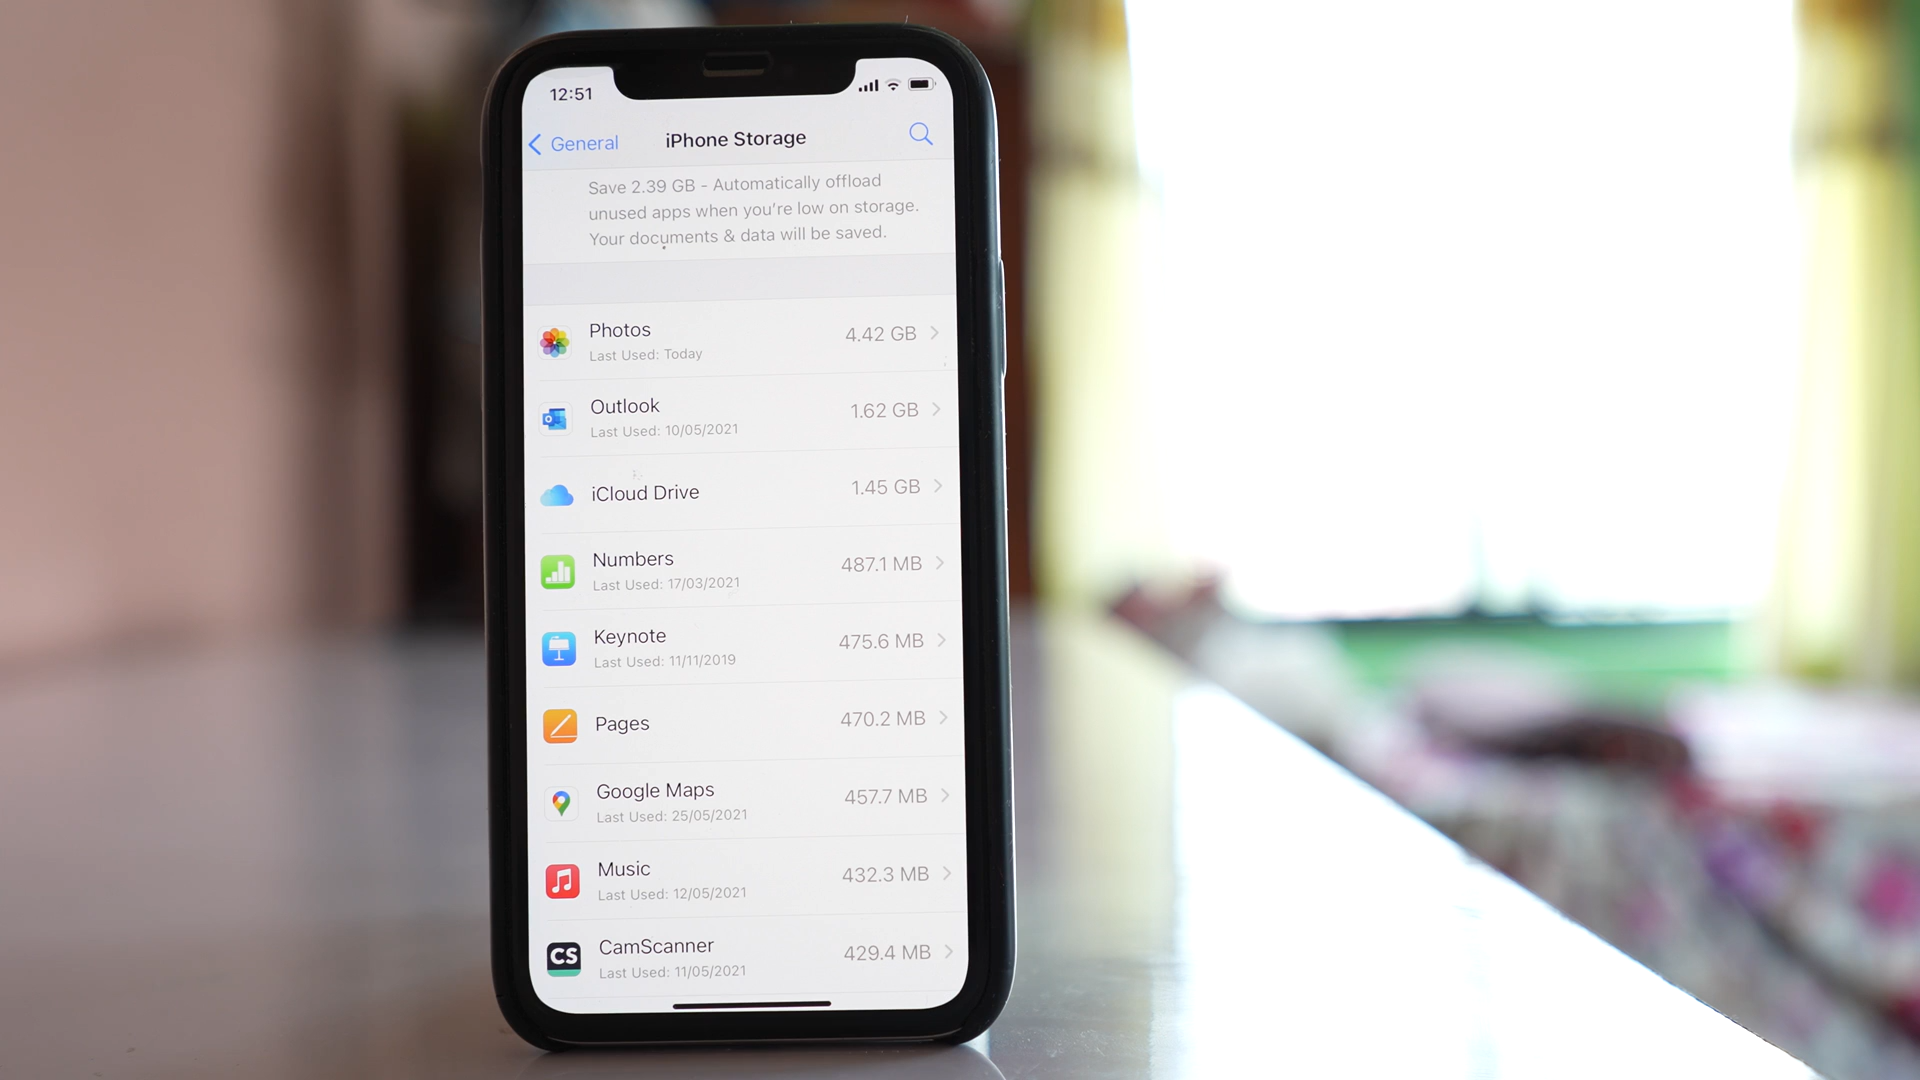 12:51
General
iPhone Storage
Save 2.39 GB - Automatically offload
unused apps when you're low on storage.
Your documents & data will be saved.
Photos
4.42 GB
Last Used: Today
Outlook
1.62 GB
Last Used: 10/05/2021
iCloud Drive
1.45 GB
Numbers
487.1 MB
Last Used: 17/03/2021
Keynote
475.6 MB
Last Used: 11/11/2019
Pages
470.2 MB
Google Maps
457.7 MB
Last Used: 25/05/2021
Music
432.3 MB
Last Used: 12/05/2021
CS
CamScanner
429.4 MB
Last Used: 11/05/2021